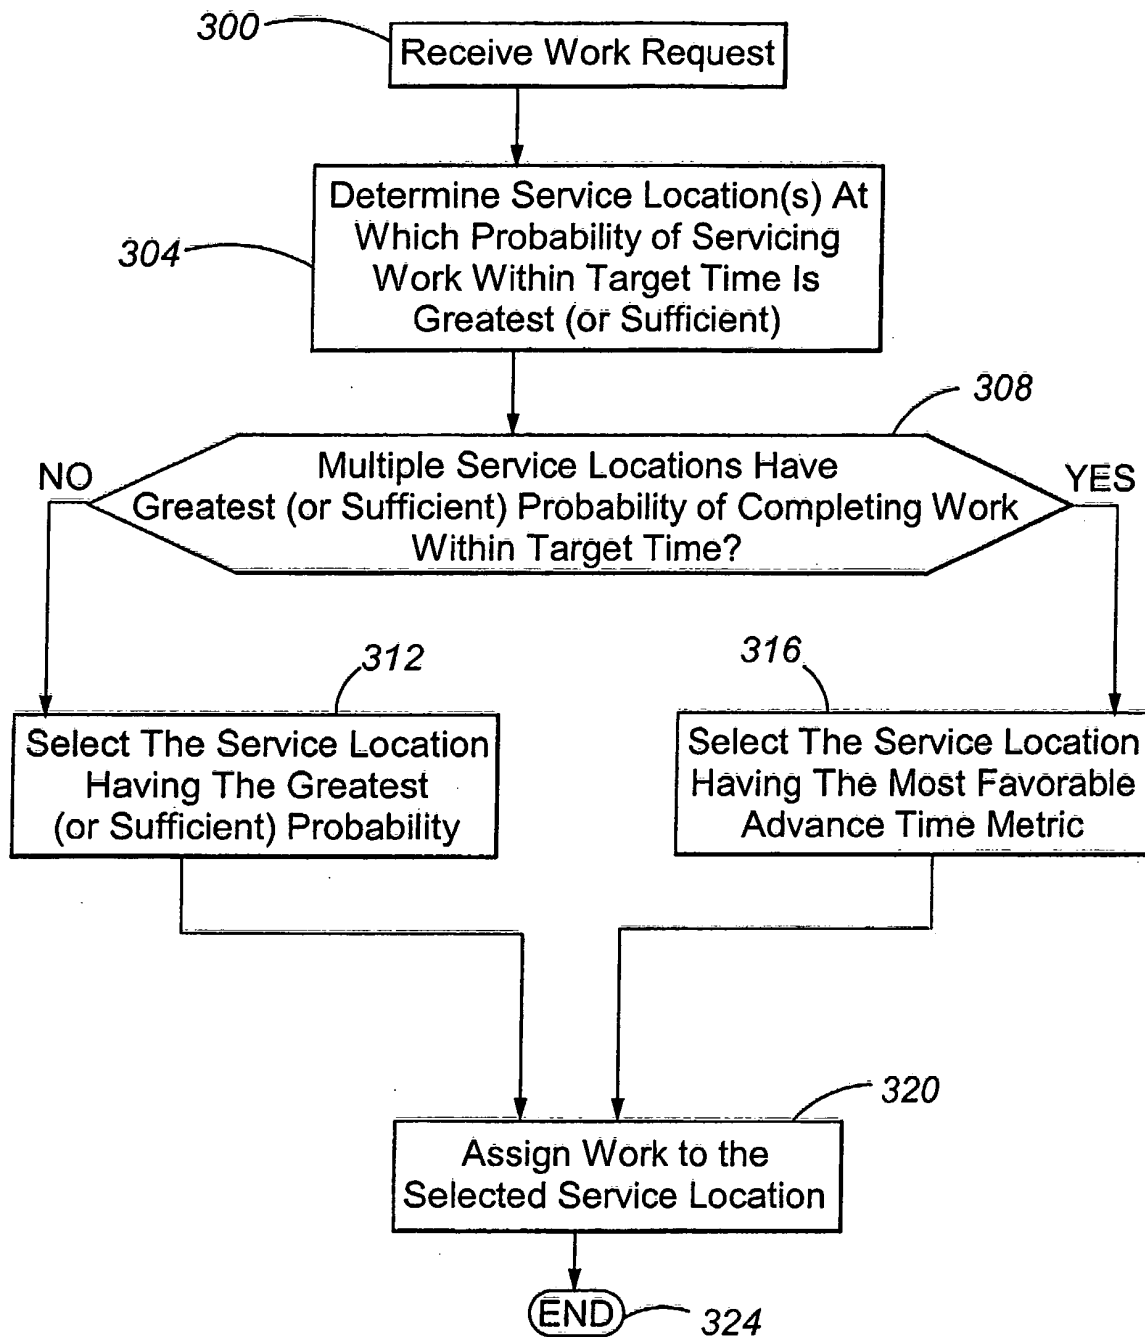 300
Receive Work Request
304
Determine Service Location(s) At
Which Probability of Servicing
Work Within Target Time Is
Greatest (or Sufficient)
308
NO
Multiple Service Locations Have
Greatest (or Sufficient) Probability of Completing Work
Within Target Time?
YES
312
Select The Service Location
Having The Greatest
(or Sufficient) Probability
316
Select The Service Location
Having The Most Favorable
Advance Time Metric
320
Assign Work to the
Selected Service Location
END
324